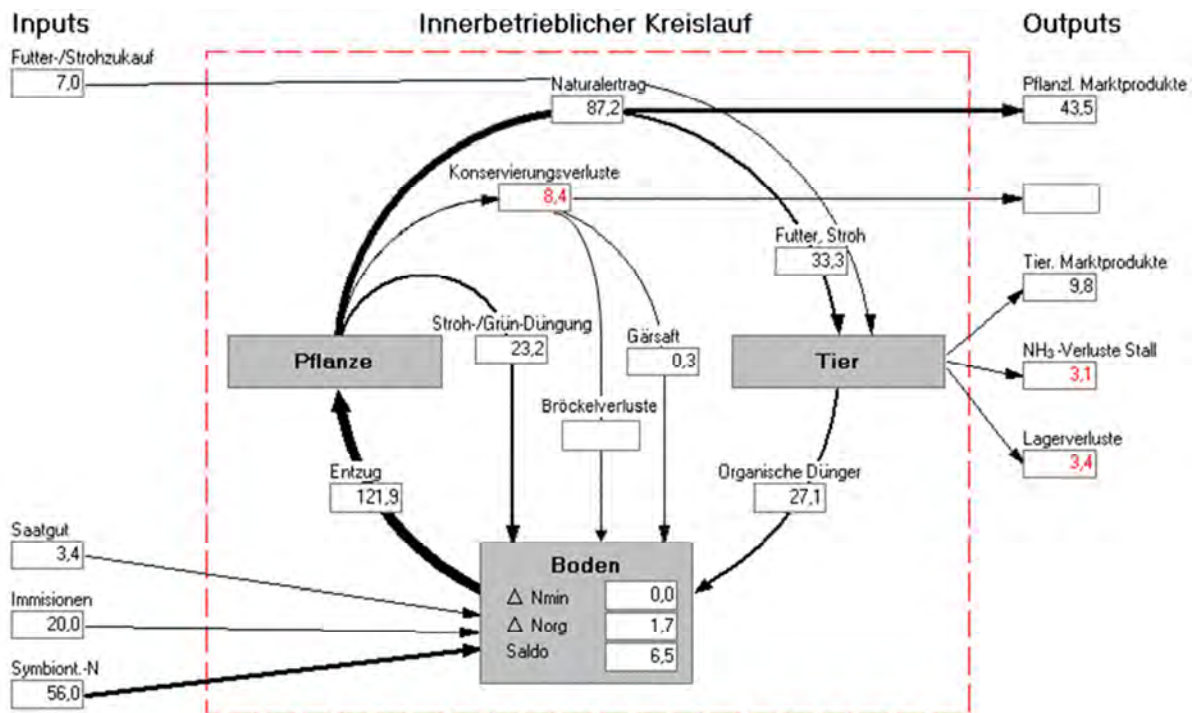 Inputs
Innerbetrieblicher Kreislauf
Outputs
Futter-/Strohzukauf
7,0
Naturalertrag
87,2
Pflanzl. Marktprodukte
43,5
Konservierungsverluste
8,4
Futter, Stroh
33,3
Tier. Marktprodukte
9,8
Stroh-/Grün-Düngung
23,2
Gärsaft
0,3
Pflanze
Tier
NH₃-Verluste Stall
3,1
Bröckelverluste
Lagerverluste
3,4
Entzug
121,9
Organische Dünger
27,1
Saatgut
3,4
Boden
Δ Nmin 0,0
Δ Norg 1,7
Saldo 6,5
Immisionen
20,0
Symbiont.-N
56,0